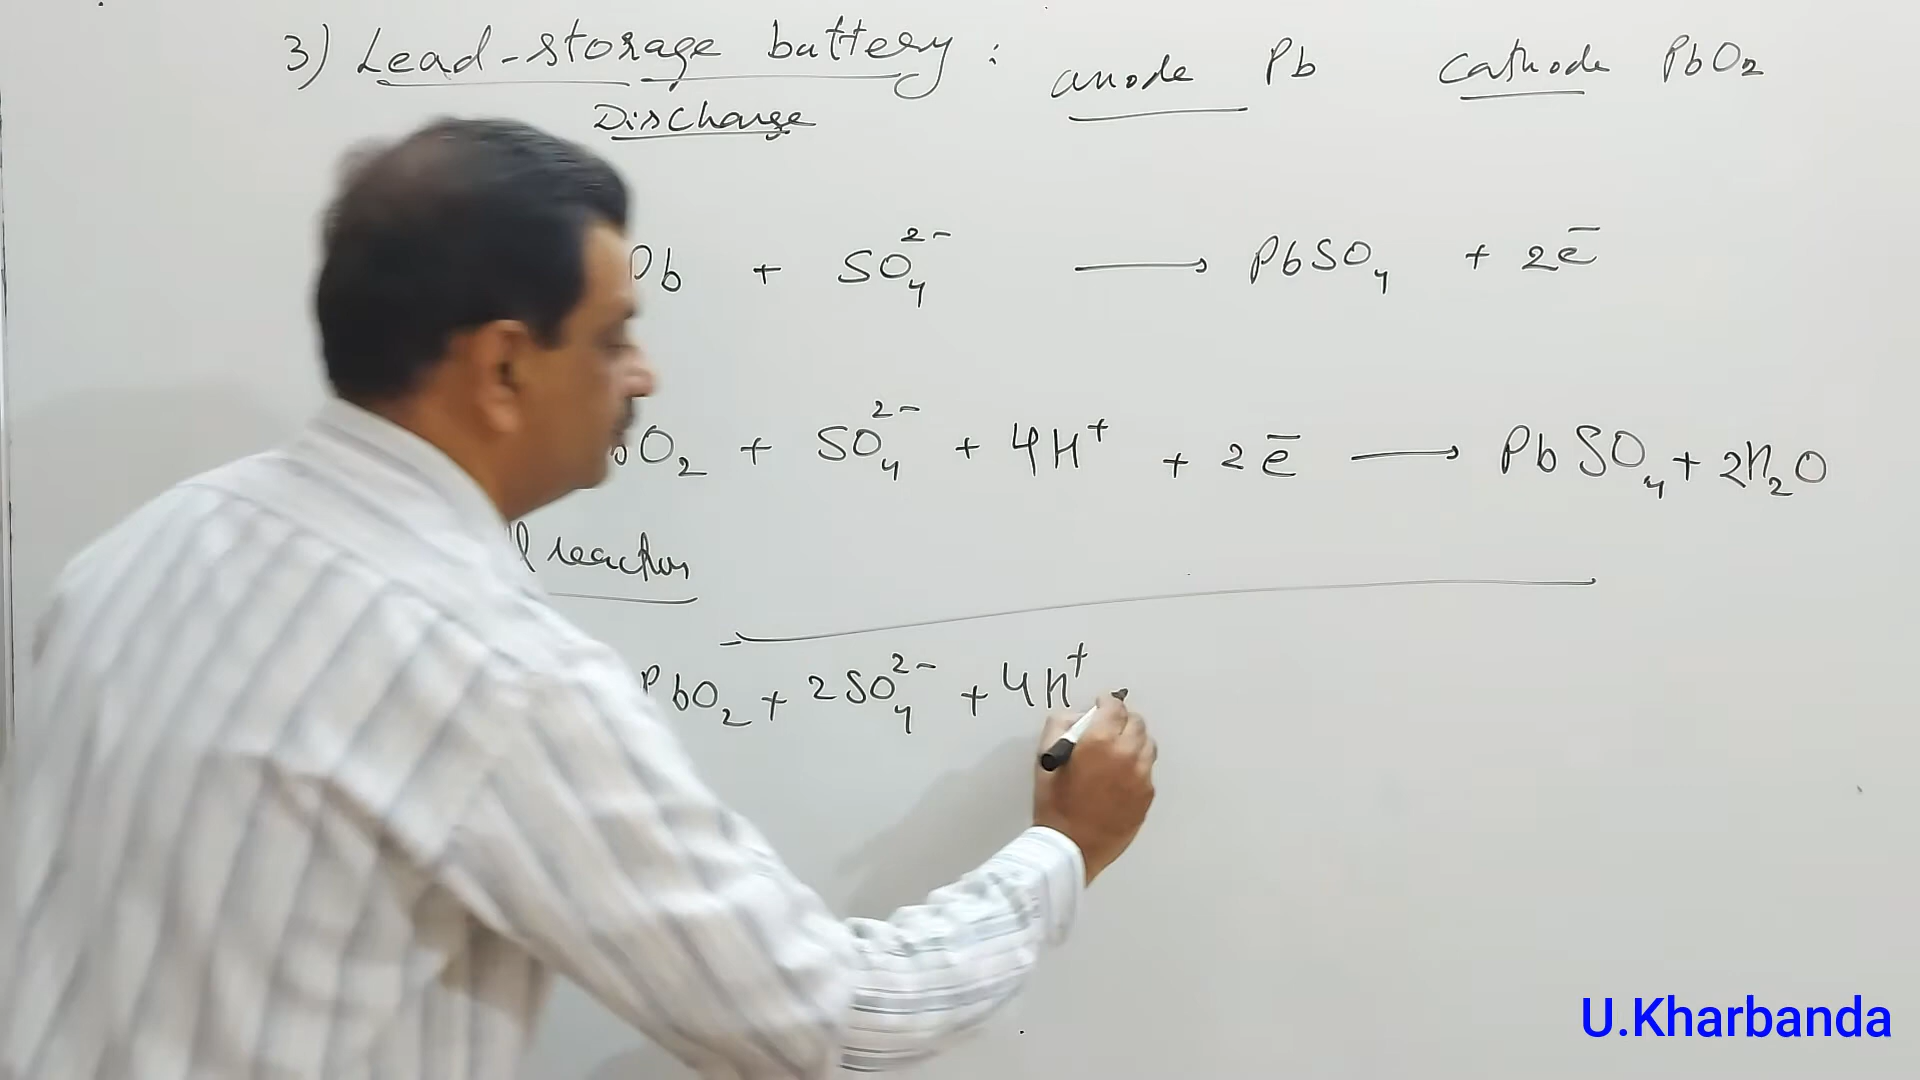 3) Lead-storage battery : anode Pb cathode PbO2
Discharge
Pb + SO4 2- ⟶ PbSO4 + 2e-
O2 + SO4 2- + 4H+ + 2e- ⟶ PbSO4 + 2H2O
l reaction
PbO2 + 2SO4 2- + 4H+
U.Kharbanda